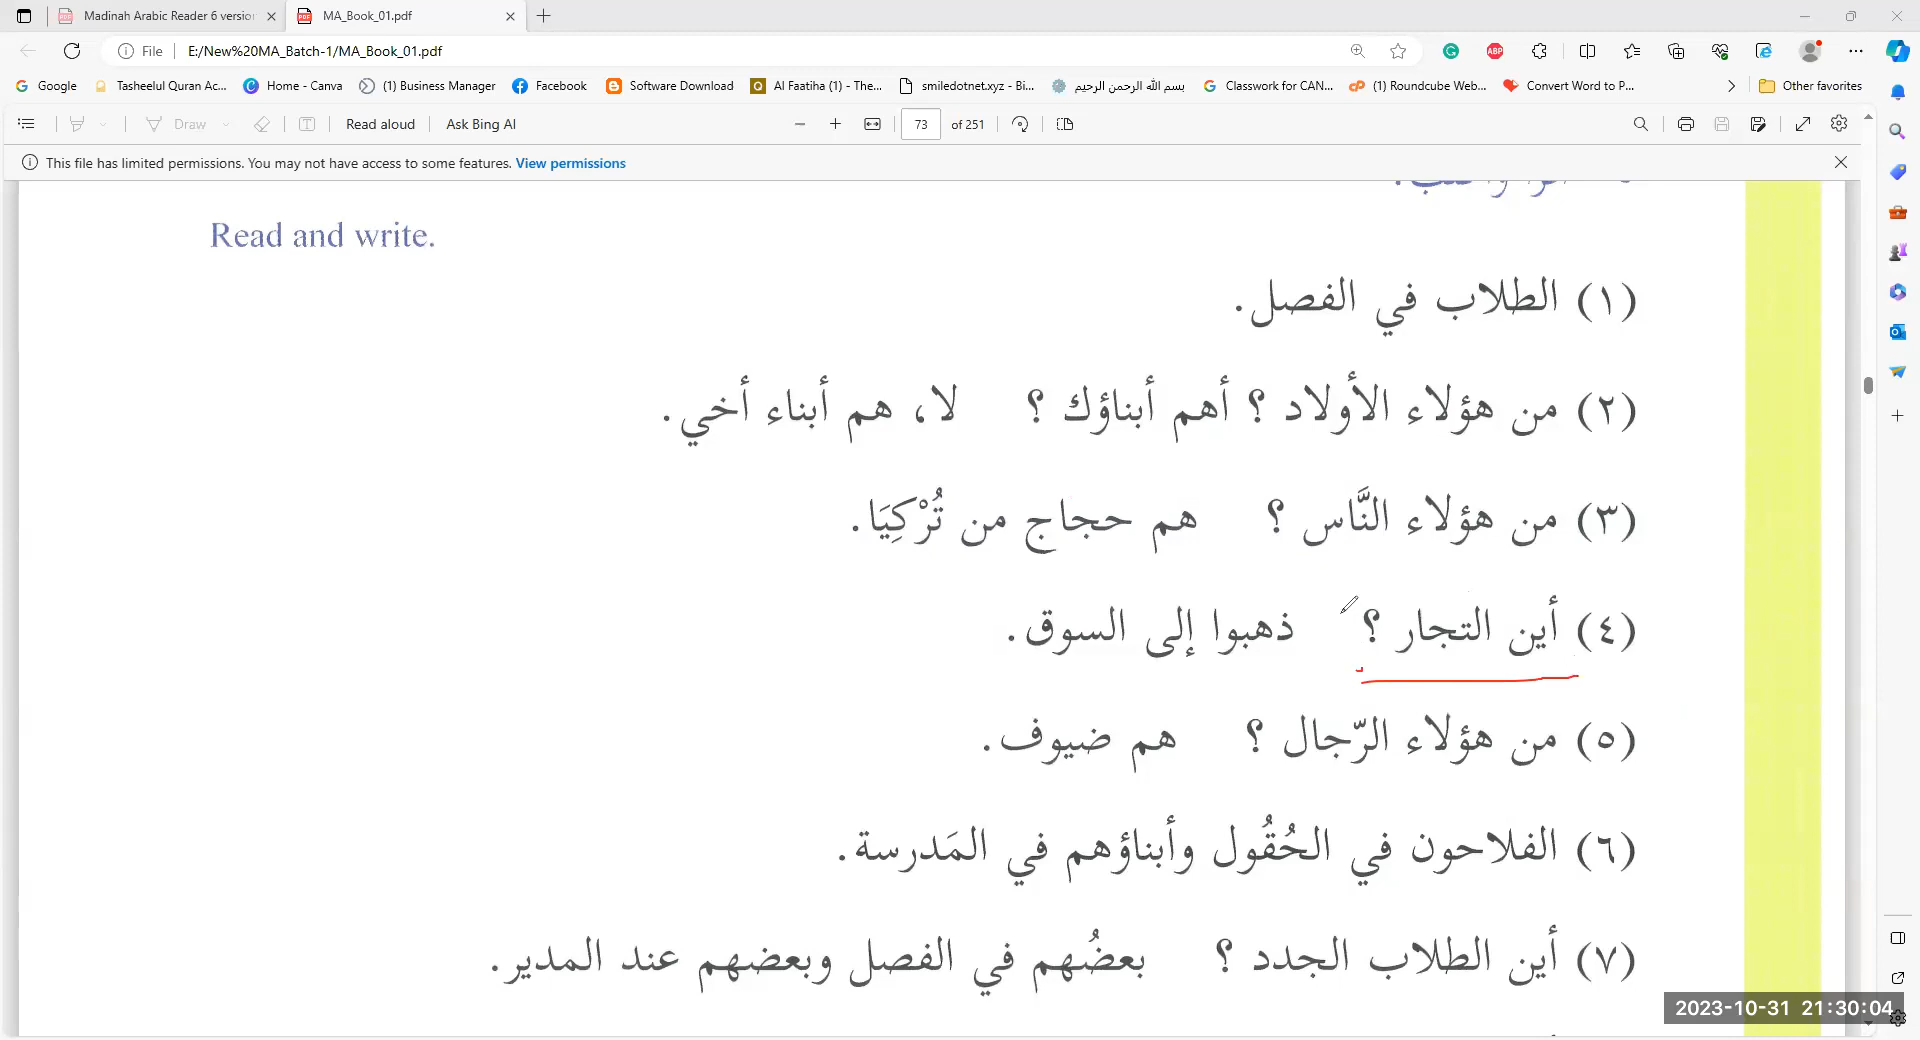 Madinah Arabic Reader 6 versio
MA_Book_01.pdf
File
E:/New%20MA_Batch-1/MA_Book_01.pdf
Google
Tasheelul Quran Ac...
Home - Canva
(1) Business Manager
Facebook
Software Download
Al Faatiha (1) - The...
smiledotnet.xyz - Bi...
بسم الله الرحمن الرحيم
Classwork for CAN...
(1) Roundcube Web...
Convert Word to P...
Other favorites
Draw
Read aloud
Ask Bing AI
73 of 251
This file has limited permissions. You may not have access to some features. View permissions
Read and write.
(١) الطلاب في الفصل.
(٢) من هؤلاء الأولاد ؟ أهم أبناؤك ؟ لا، هم أبناء أخي.
(٣) من هؤلاء النَّاس ؟ هم حجاج من تُرْكِيَا.
(٤) أين التجار ؟ ذهبوا إلى السوق.
(٥) من هؤلاء الرّجال ؟ هم ضيوف.
(٦) الفلاحون في الحُقُول وأبناؤهم في المَدرسة.
(٧) أين الطلاب الجدد ؟ بعضُهم في الفصل وبعضهم عند المدير.
2023-10-31 21:30:04